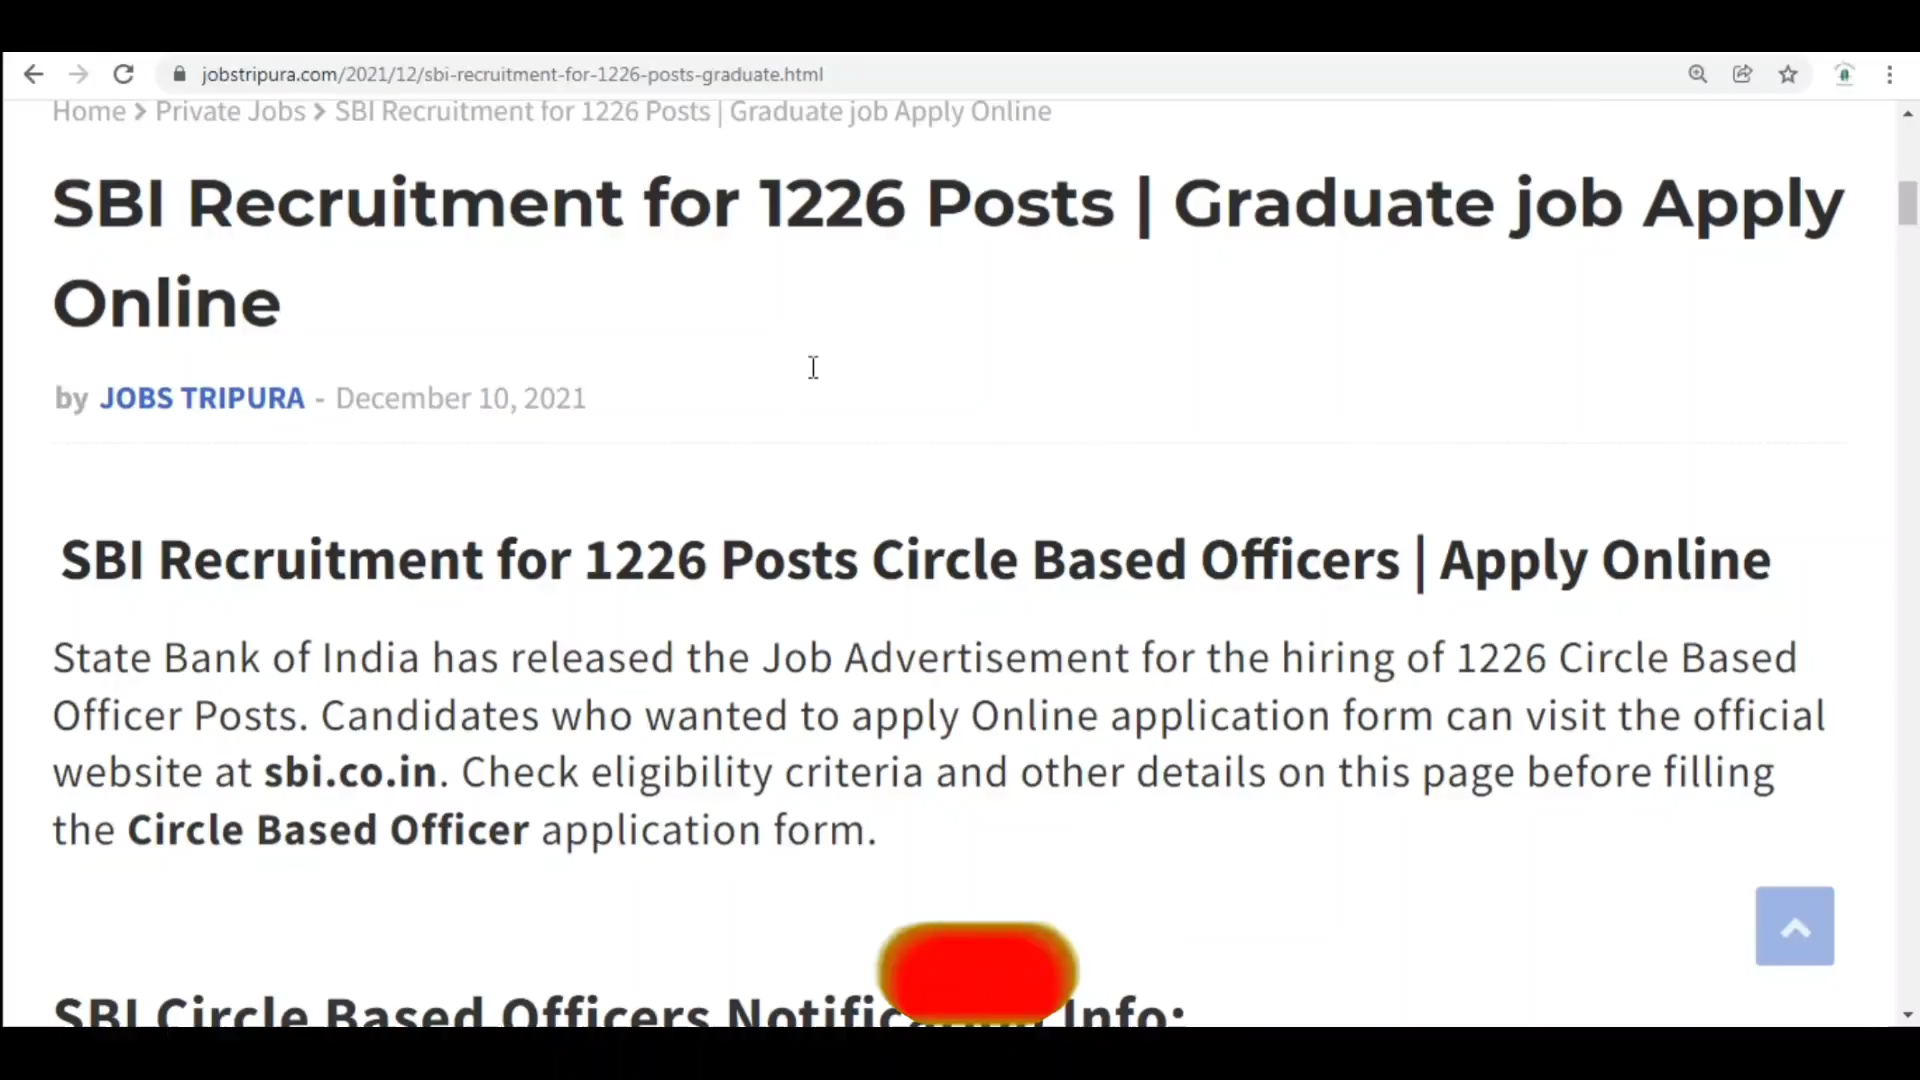 jobstripura.com/2021/12/sbi-recruitment-for-1226-posts-graduate.html
Home > Private Jobs > SBI Recruitment for 1226 Posts | Graduate job Apply Online
SBI Recruitment for 1226 Posts | Graduate job Apply
Online
by JOBS TRIPURA - December 10, 2021
SBI Recruitment for 1226 Posts Circle Based Officers | Apply Online
State Bank of India has released the Job Advertisement for the hiring of 1226 Circle Based
Officer Posts. Candidates who wanted to apply Online application form can visit the official
website at sbi.co.in. Check eligibility criteria and other details on this page before filling
the Circle Based Officer application form.
SBI Circle Based Officers Info: